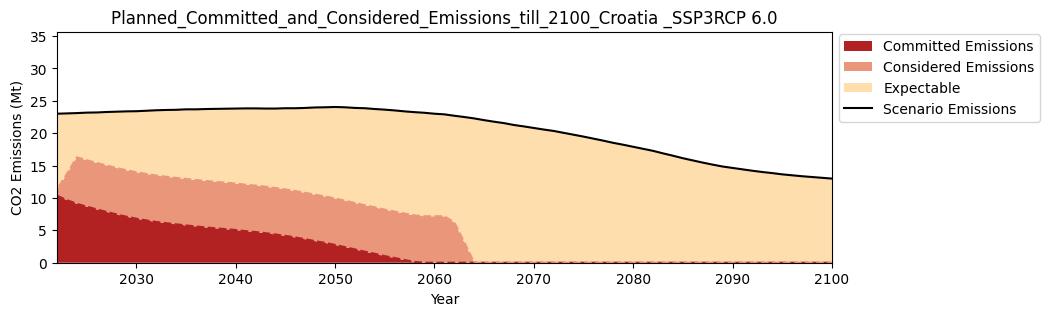 Planned_Committed_and_Considered_Emissions_till_2100_Croatia _SSP3RCP 6.0
CO2 Emissions (Mt)
35
30
25
20
15
10
5
0
2030 2040 2050 2060 2070 2080 2090 2100
Year
Committed Emissions
Considered Emissions
Expectable
Scenario Emissions